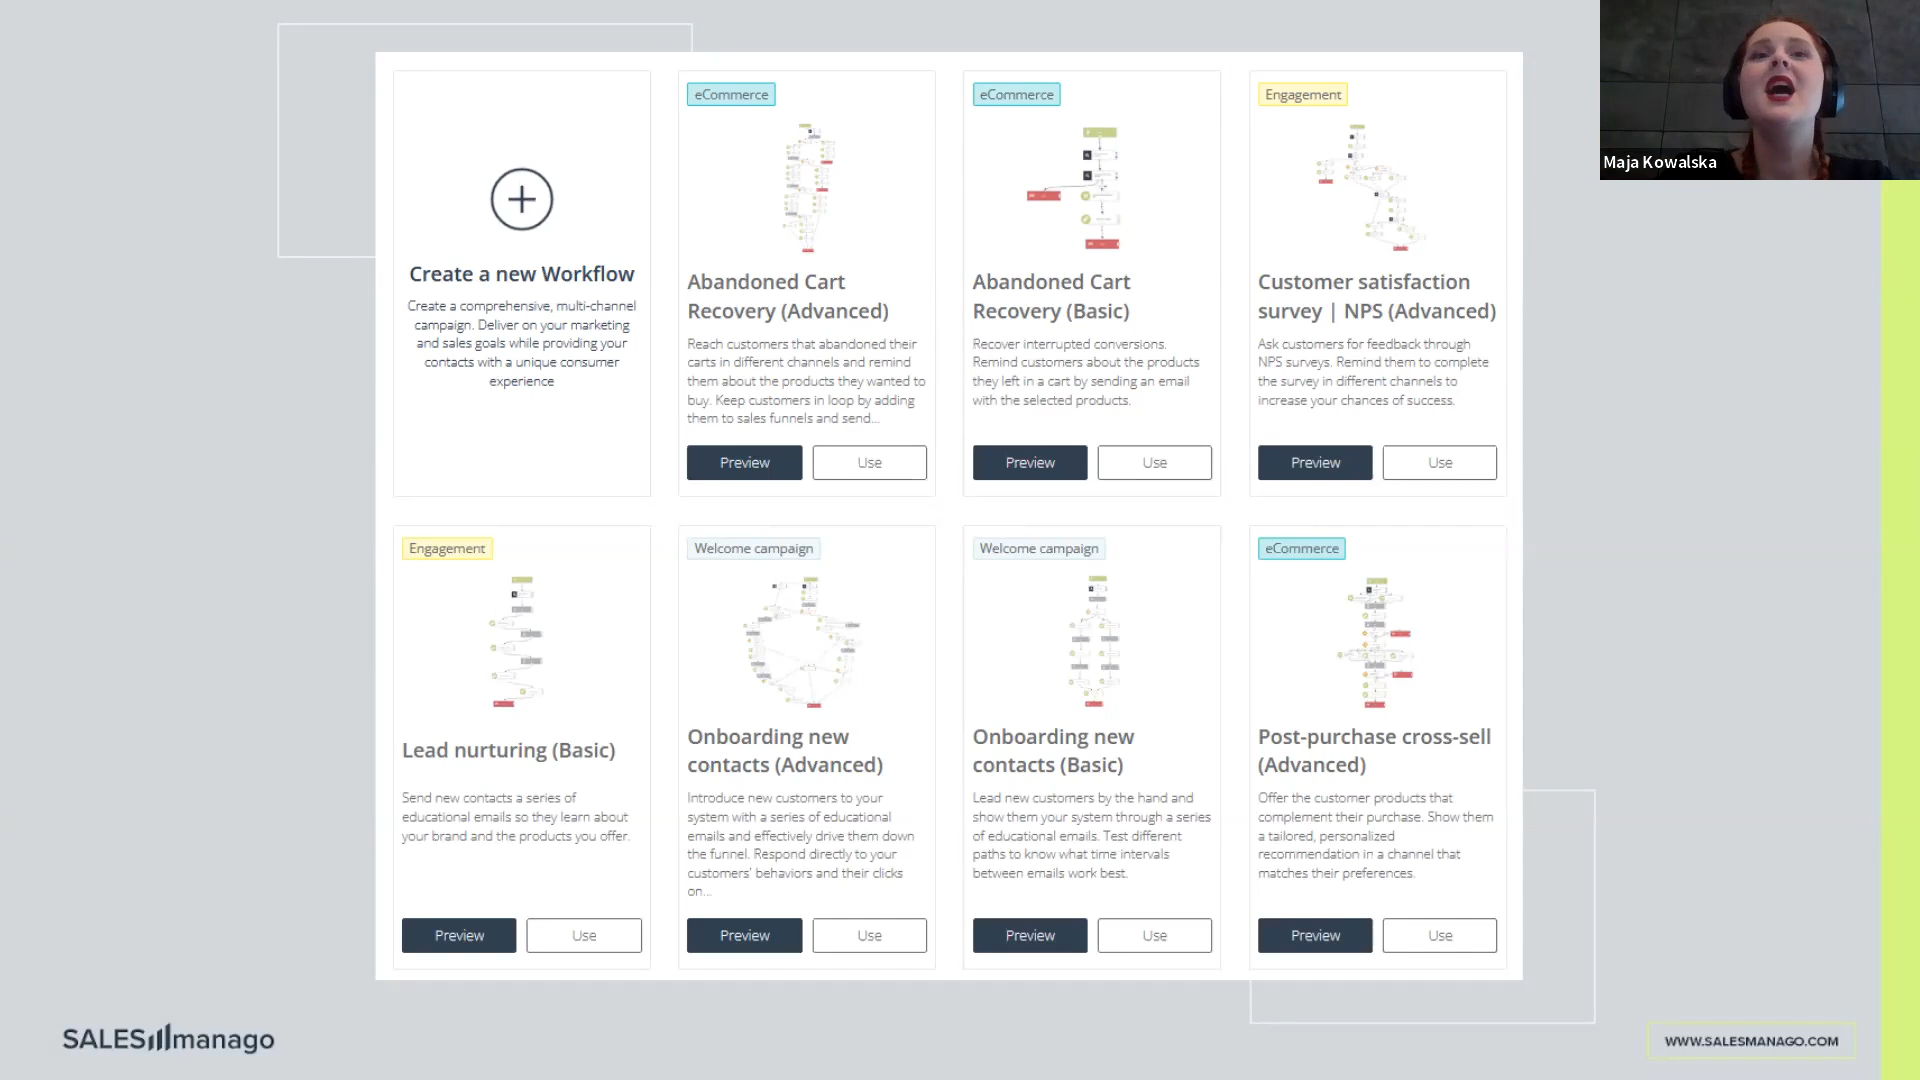 Maja Kowalska
Create a new Workflow
Create a comprehensive, multi-channel
campaign. Deliver on your marketing
and sales goals while providing your
contacts with a unique consumer
experience
eCommerce
Abandoned Cart
Recovery (Advanced)
Reach customers that abandoned their
carts in different channels and remind
them about the products they wanted to
buy. Keep customers in loop by adding
them to sales funnels and send...
Preview
Use
eCommerce
Abandoned Cart
Recovery (Basic)
Recover interrupted conversions.
Remind customers about the products
they left in a cart by sending an email
with the selected products.
Preview
Use
Engagement
Customer satisfaction
survey | NPS (Advanced)
Ask customers for feedback through
NPS surveys. Remind them to complete
the survey in different channels to
increase your chances of success.
Preview
Use
Engagement
Lead nurturing (Basic)
Send new contacts a series of
educational emails so they learn about
your brand and the products you offer.
Preview
Use
Welcome campaign
Onboarding new
contacts (Advanced)
Introduce new customers to your
system with a series of educational
emails and effectively drive them down
the funnel. Respond directly to your
customers' behaviors and their clicks
on...
Preview
Use
Welcome campaign
Onboarding new
contacts (Basic)
Lead new customers by the hand and
show them your system through a series
of educational emails. Test different
paths to know what time intervals
between emails work best.
Preview
Use
eCommerce
Post-purchase cross-sell
(Advanced)
Offer the customer products that
complement their purchase. Show them
a tailored, personalized
recommendation in a channel that
matches their preferences.
Preview
Use
SALESmanago
WWW.SALESMANAGO.COM